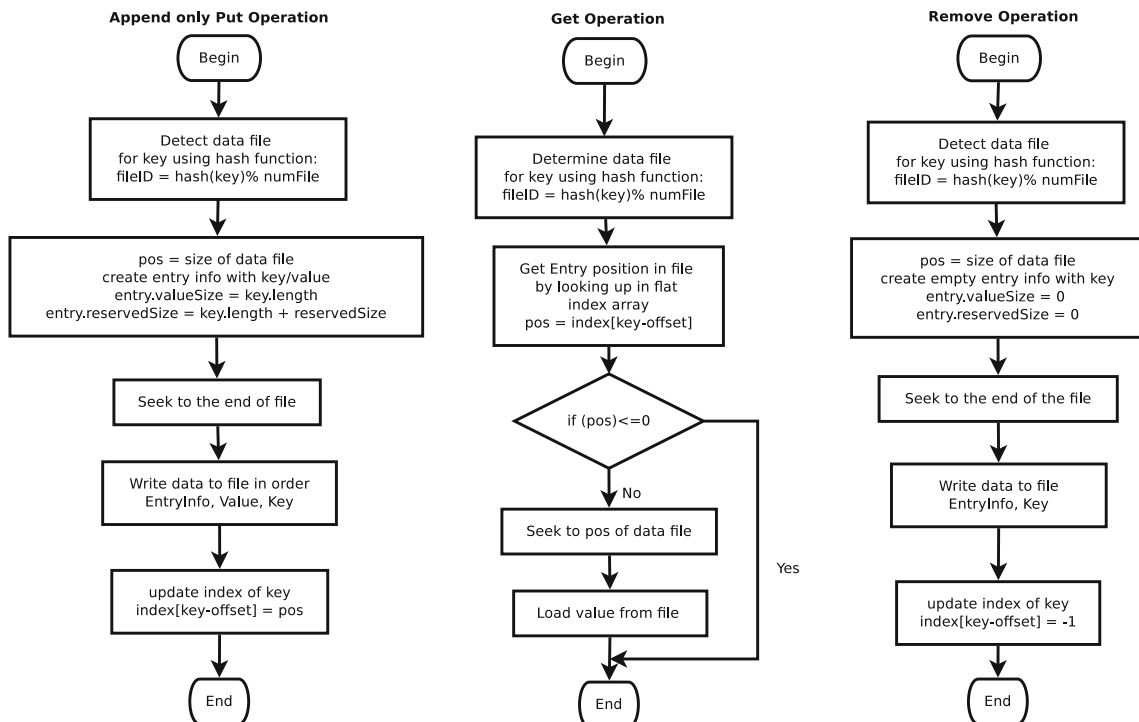 Append only Put Operation
Begin
Detect data file
for key using hash function:
fileID = hash(key)% numFile
pos = size of data file
create entry info with key/value
entry.valueSize = key.length
entry.reservedSize = key.length + reservedSize
Seek to the end of file
Write data to file in order
EntryInfo, Value, Key
update index of key
index[key-offset] = pos
End
Get Operation
Begin
Determine data file
for key using hash function:
fileID = hash(key)% numFile
Get Entry position in file
by looking up in flat
index array
pos = index[key-offset]
if (pos)<=0
No
Seek to pos of data file
Yes
Load value from file
End
Remove Operation
Begin
Detect data file
for key using hash function:
fileID = hash(key)% numFile
pos = size of data file
create empty entry info with key
entry.valueSize = 0
entry.reservedSize = 0
Seek to the end of the file
Write data to file
EntryInfo, Key
update index of key
index[key-offset] = -1
End